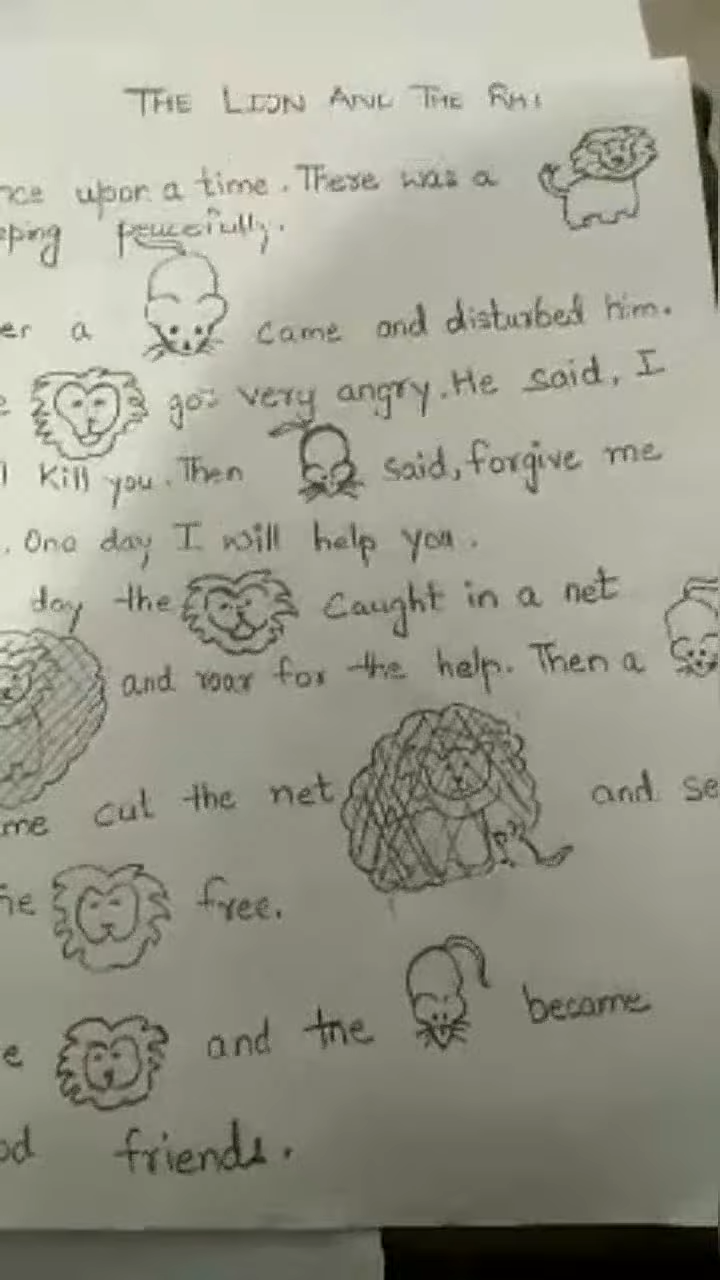 THE LION AND THE
nce upon a time. There was a
eping peacefully.
er a came and disturbed him.
e got very angry. He said, I
l Kill you. Then said, forgive me
. One day I will help you.
day the Caught in a net
and roar for the help. Then a
me cut the net and se
he free.
e and the became
od friends.